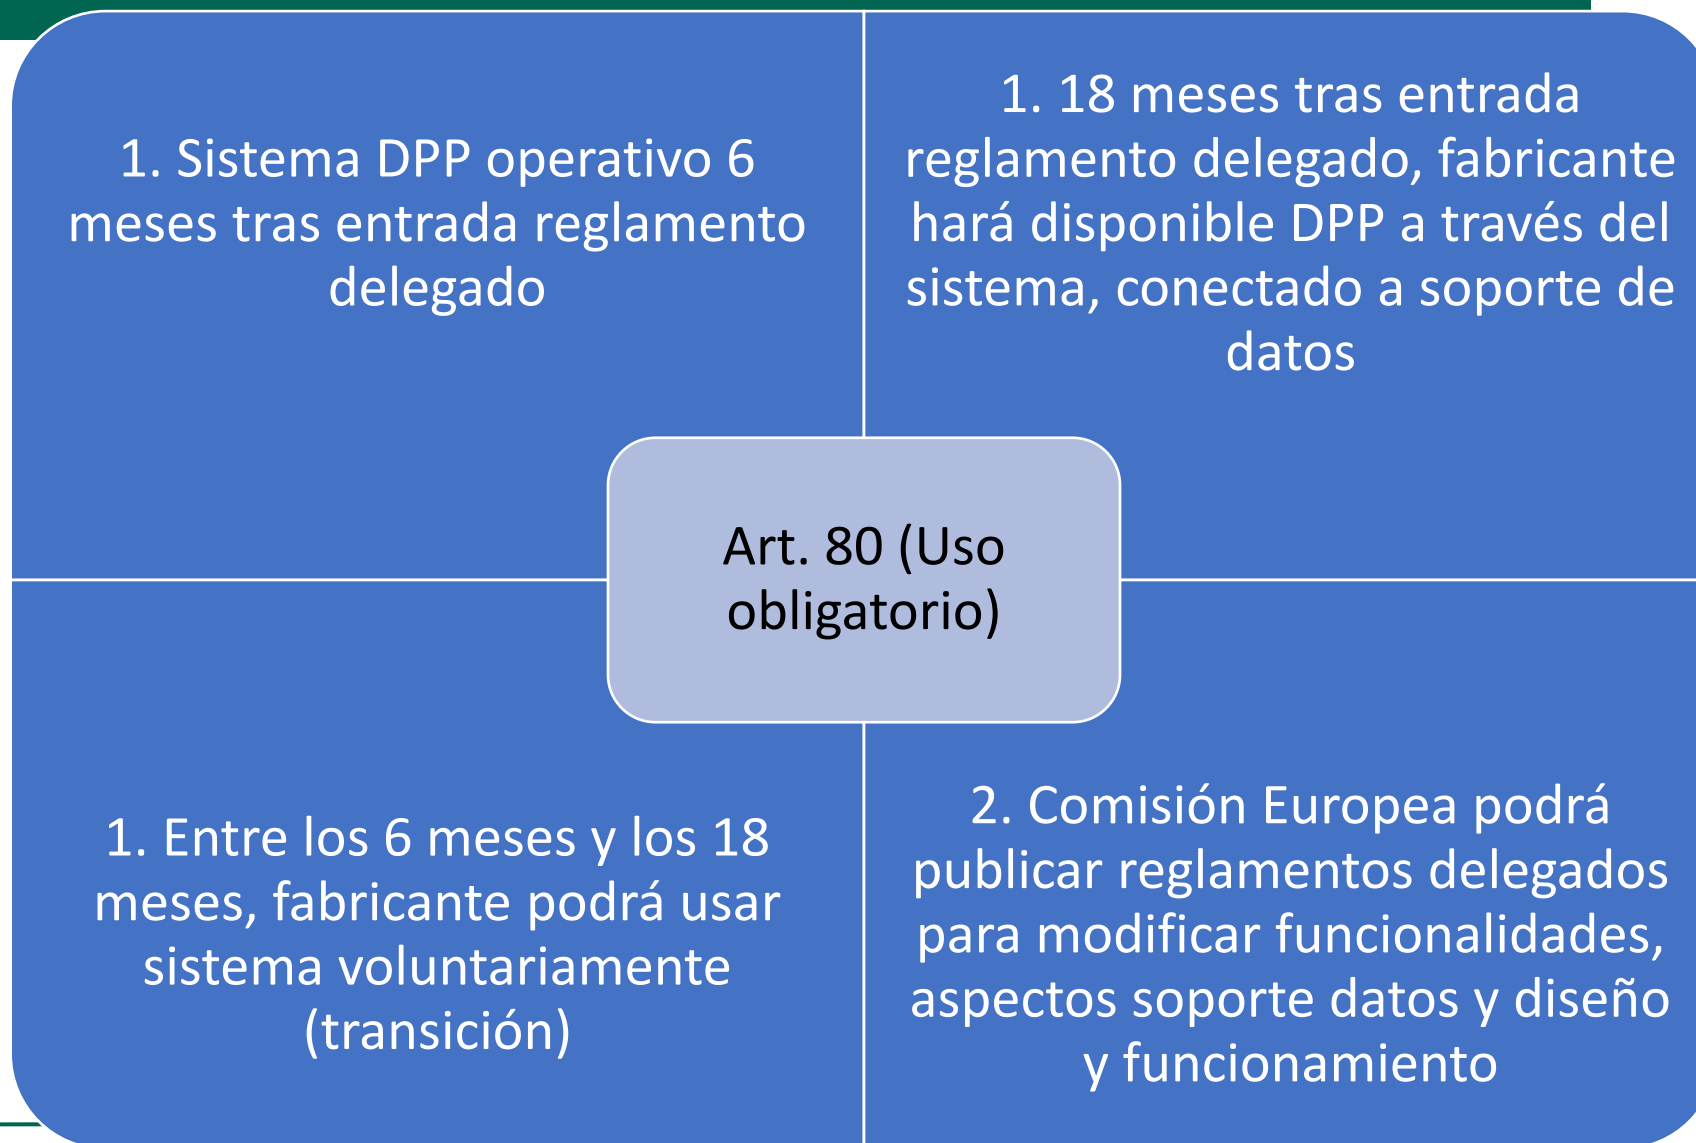 1. Sistema DPP operativo 6
meses tras entrada reglamento
delegado
1. 18 meses tras entrada
reglamento delegado, fabricante
hará disponible DPP a través del
sistema, conectado a soporte de
datos
Art. 80 (Uso
obligatorio)
1. Entre los 6 meses y los 18
meses, fabricante podrá usar
sistema voluntariamente
(transición)
2. Comisión Europea podrá
publicar reglamentos delegados
para modificar funcionalidades,
aspectos soporte datos y diseño
y funcionamiento